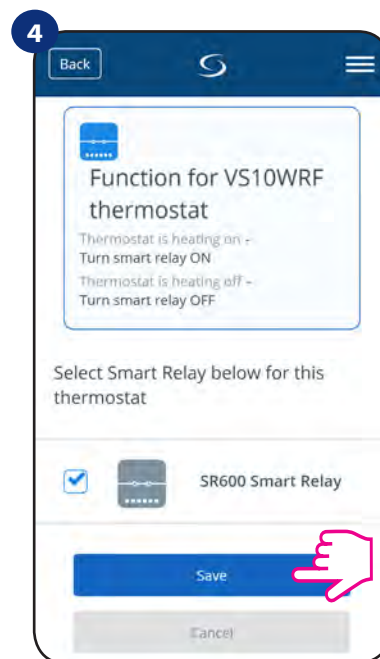 4
Back
Function for VS10WRF
thermostat
Thermostat is heating on -
Turn smart relay ON
Thermostat is heating off -
Turn smart relay OFF
Select Smart Relay below for this
thermostat
SR600 Smart Relay
Save
Cancel